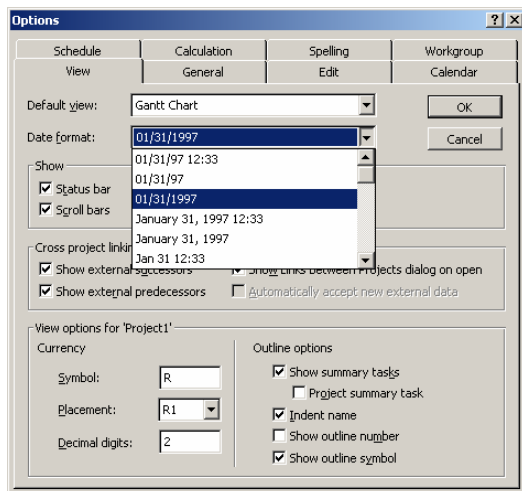 Options
Schedule Calculation Spelling Workgroup
View General Edit Calendar
Default view: Gantt Chart OK
Date format: 01/31/1997 Cancel
01/31/97 12:33
01/31/97
01/31/1997
January 31, 1997 12:33
January 31, 1997
Jan 31 12:33
Show
Status bar
Scroll bars
Cross project linkin
Show external successors Show Links Between Projects dialog on open
Show external predecessors Automatically accept new external data
View options for 'Project1'
Currency Outline options
Symbol: R Show summary tasks
Project summary task
Placement: R1 Indent name
Show outline number
Decimal digits: 2 Show outline symbol